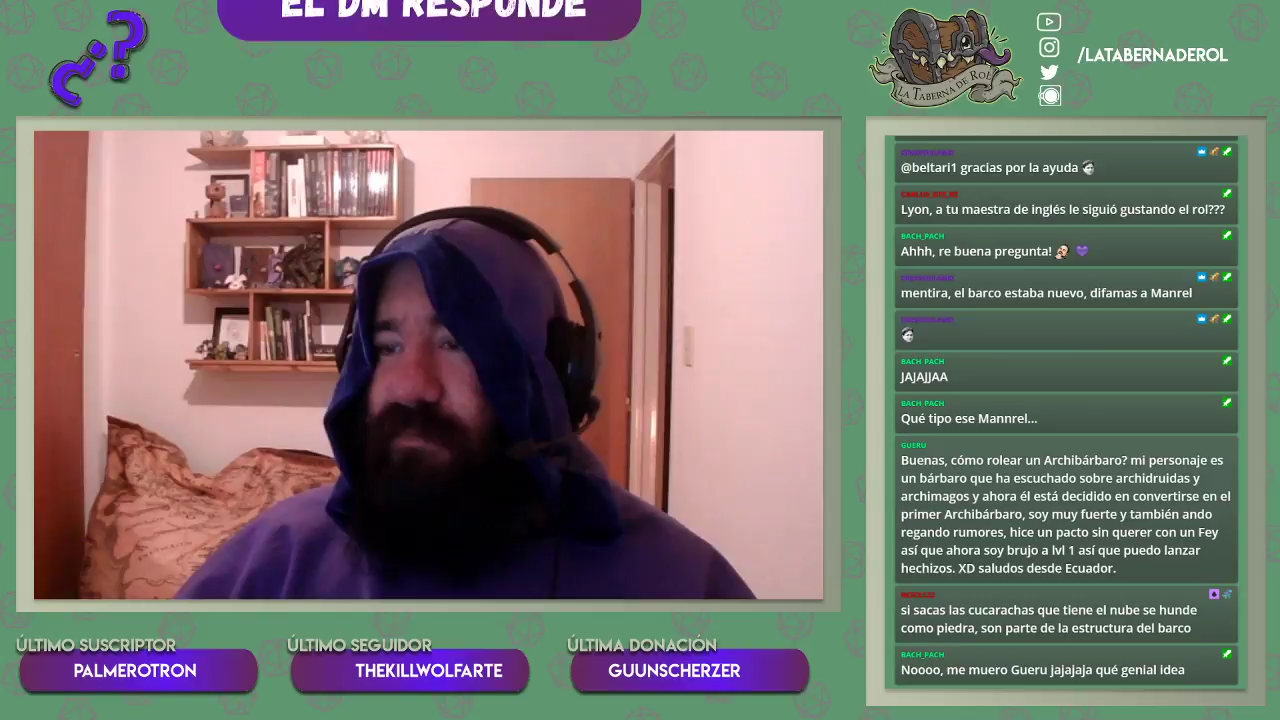 EL DM RESPONDE
¿?
LA TABERNA DE ROL
/LATABERNADEROL
@beltari1 gracias por la ayuda
Lyon, a tu maestra de inglés le siguió gustando el rol???
BACH_PACH
Ahhh, re buena pregunta!
mentira, el barco estaba nuevo, difamas a Manrel
BACH_PACH
JAJAJJAA
BACH_PACH
Qué tipo ese Mannrel...
GUERU
Buenas, cómo rolear un Archibárbaro? mi personaje es
un bárbaro que ha escuchado sobre archidruidas y
archimagos y ahora él está decidido en convertirse en el
primer Archibárbaro, soy muy fuerte y también ando
regando rumores, hice un pacto sin querer con un Fey
así que ahora soy brujo a lvl 1 así que puedo lanzar
hechizos. XD saludos desde Ecuador.
si sacas las cucarachas que tiene el nube se hunde
como piedra, son parte de la estructura del barco
BACH_PACH
Noooo, me muero Gueru jajajaja qué genial idea
ÚLTIMO SUSCRIPTOR
PALMEROTRON
ÚLTIMO SEGUIDOR
THEKILLWOLFARTE
ÚLTIMA DONACIÓN
GUUNSCHERZER